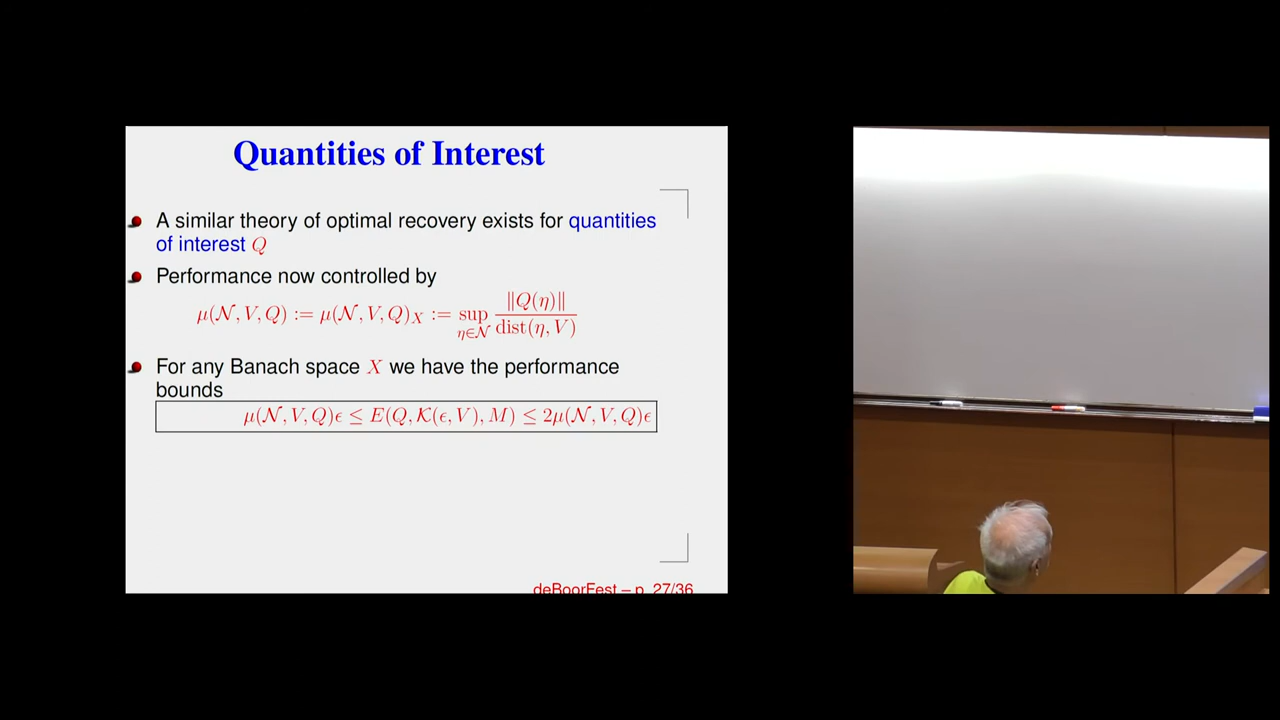 Quantities of Interest
A similar theory of optimal recovery exists for quantities
of interest Q
Performance now controlled by
μ(𝒩, V, Q) := μ(𝒩, V, Q)_X := sup_{η∈𝒩} ‖Q(η)‖ / dist(η, V)
For any Banach space X we have the performance
bounds
μ(𝒩, V, Q)ϵ ≤ E(Q, 𝒦(ϵ, V), M) ≤ 2μ(𝒩, V, Q)ϵ
deBoorFest – p. 27/36